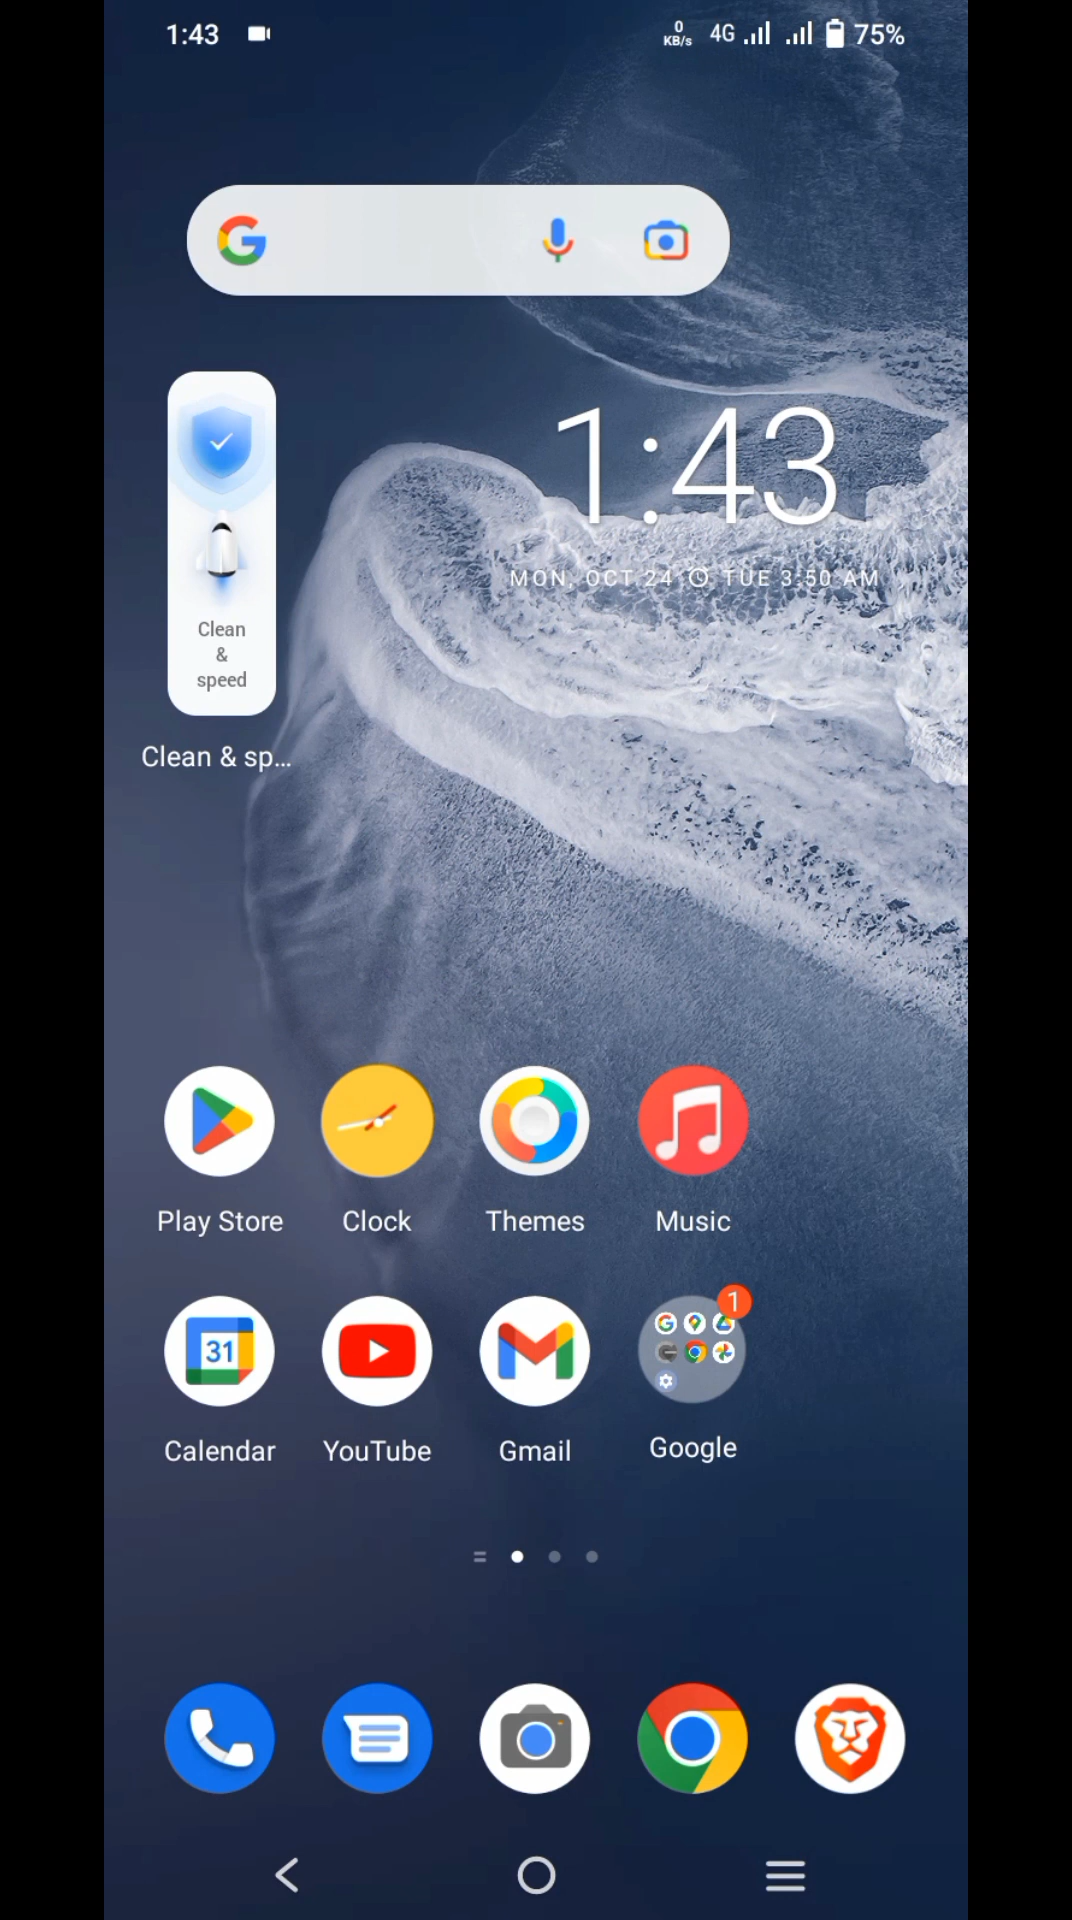 1:43
0
KB/s
4G
75%
1:43
MON, OCT 24 TUE 3:50 AM
Clean
&
speed
Clean & sp...
Play Store
Clock
Themes
Music
31
1
Calendar
YouTube
Gmail
Google